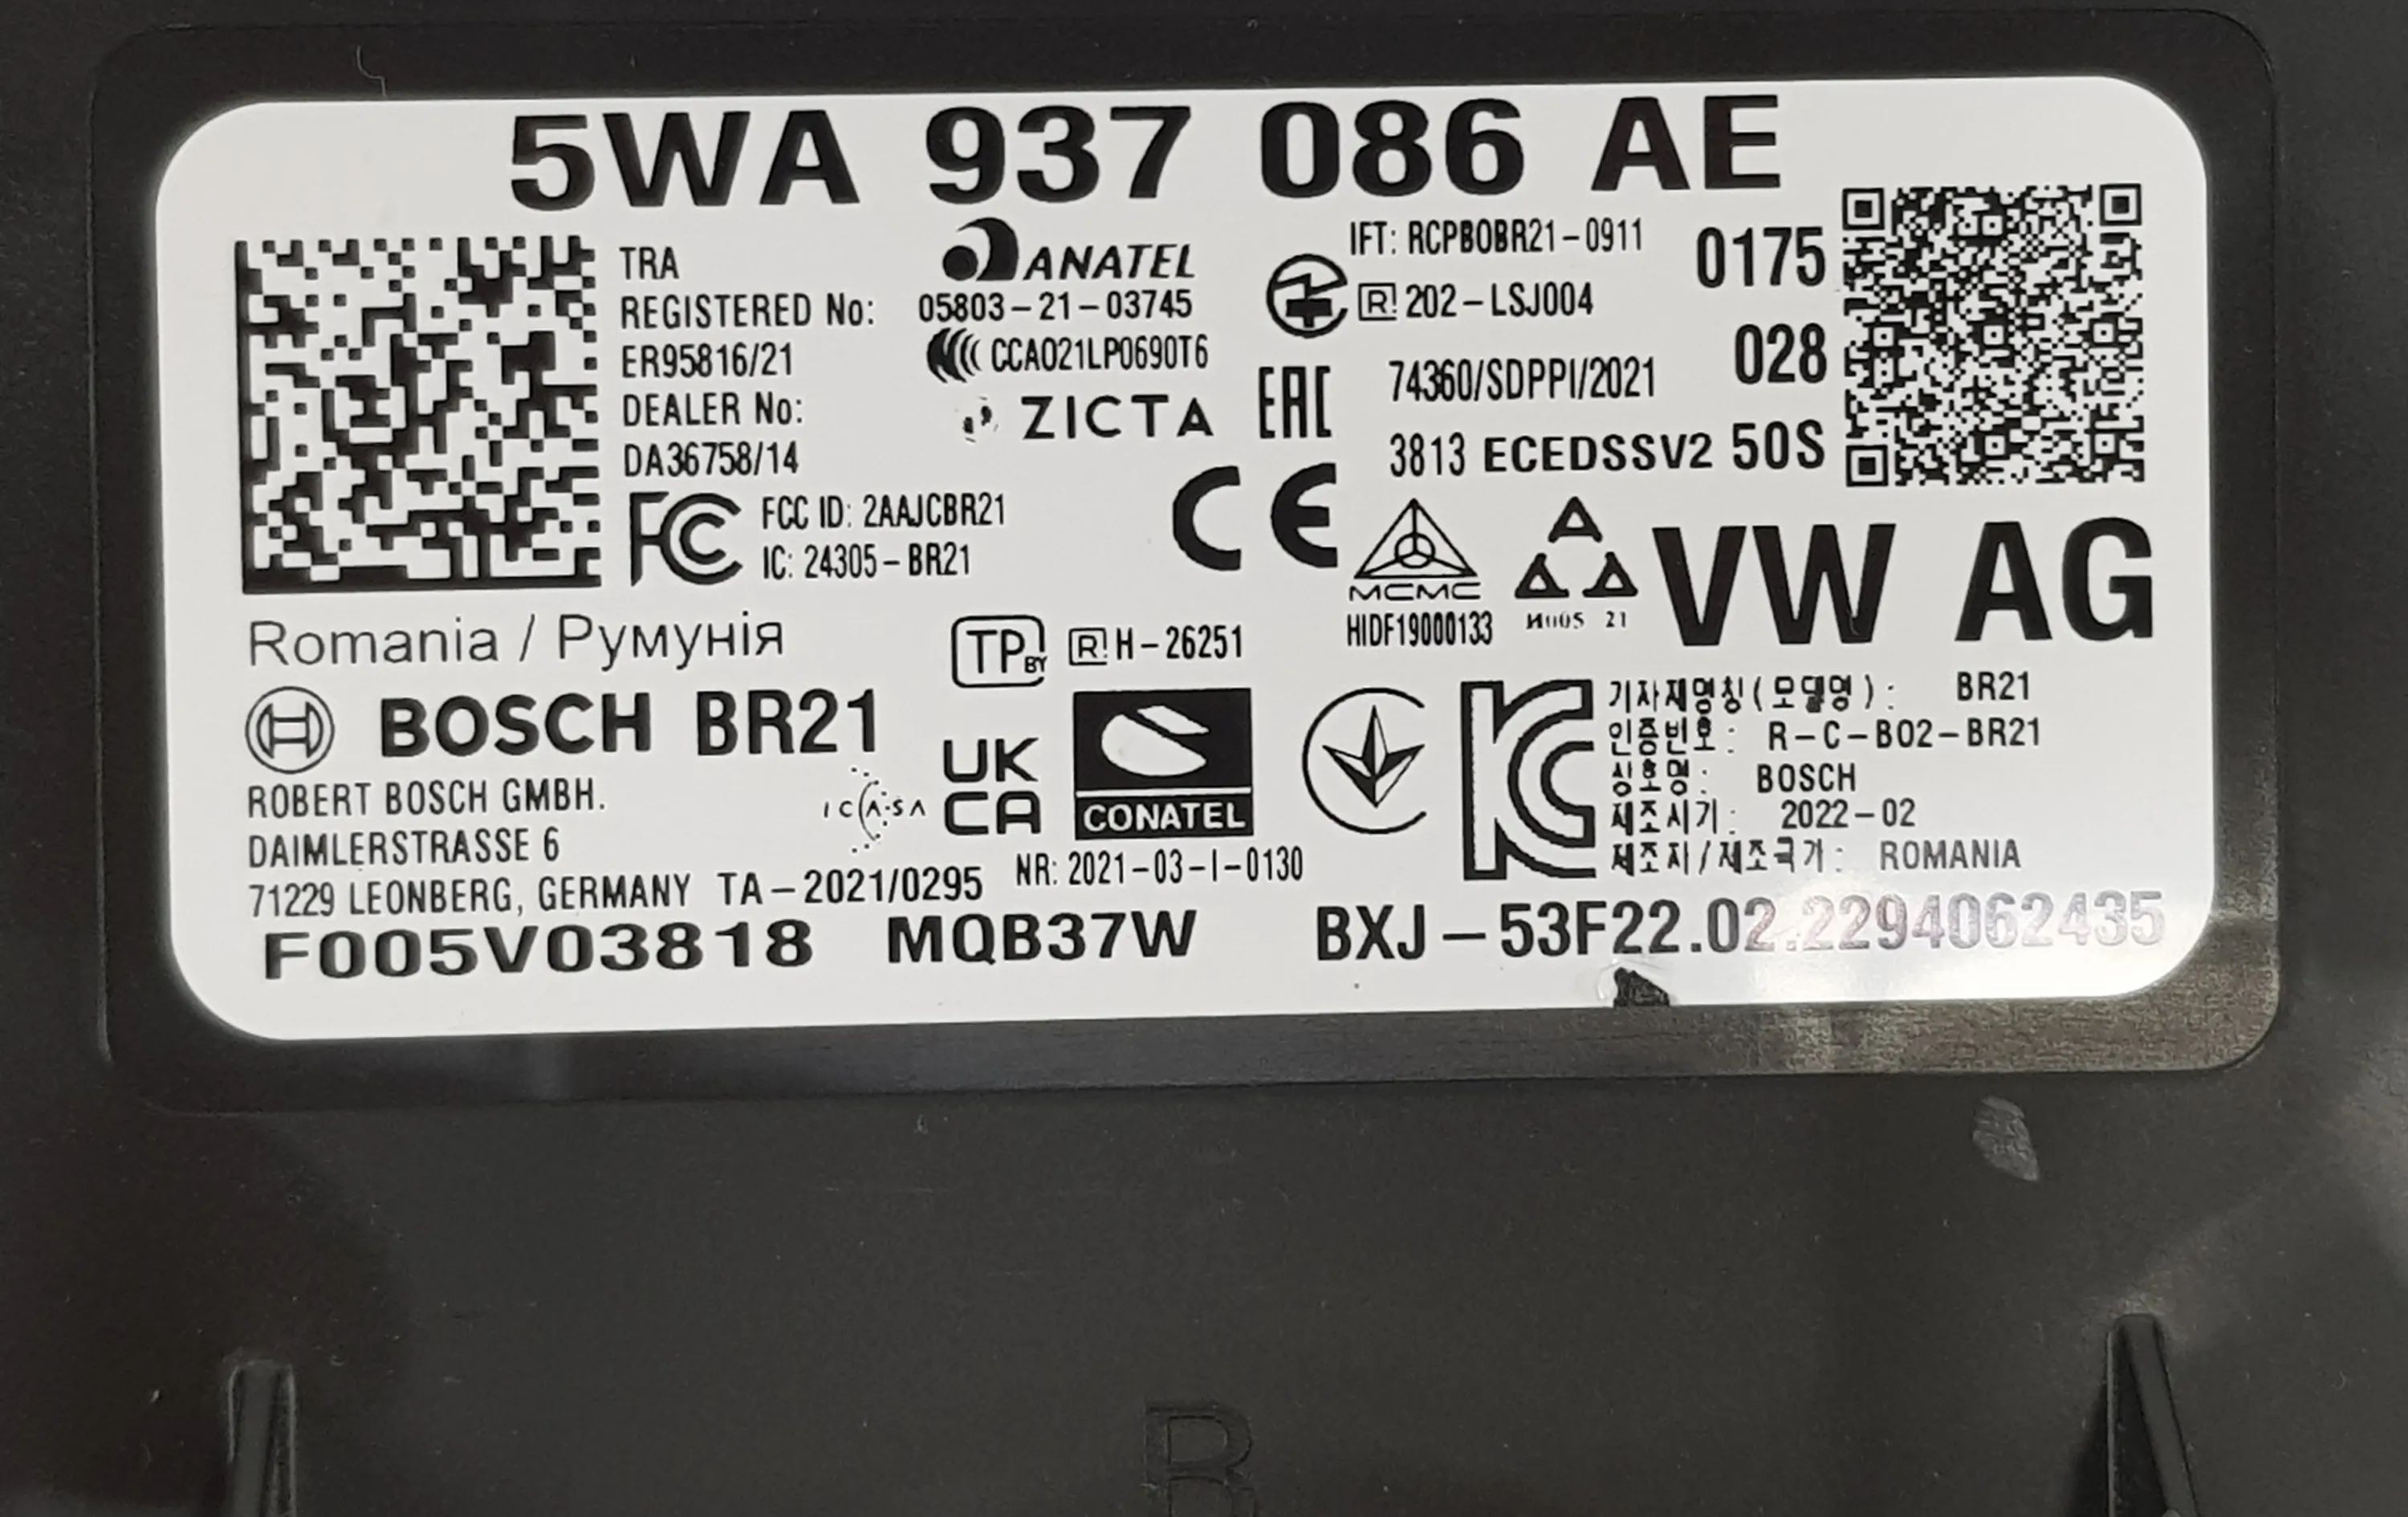 5WA 937 086 AE
TRA
REGISTERED No:
ER95816/21
DEALER No:
DA36758/14
ANATEL
05803-21-03745
CCAO21LP0690T6
ZICTA
IFT: RCPBOBR21-0911
R 202-LSJ004
EAC
74360/SDPPI/2021
3813 ECEDSSV2
0175
028
50S
FC FCC ID: 2AAJCBR21
IC: 24305-BR21
CE
MCMC
HIDF19000133
VW AG
Romania / Румунія
TP BY
R H-26251
BOSCH BR21
ROBERT BOSCH GMBH.
DAIMLERSTRASSE 6
71229 LEONBERG, GERMANY
ICASA
TA-2021/0295
UK
CA
CONATEL
NR: 2021-03-I-0130
기자재명칭(모델명): BR21
인증번호: R-C-B02-BR21
상호명: BOSCH
제조시기: 2022-02
제조자/제조국가: ROMANIA
F005V03818 MQB37W BXJ-53F22.02.2294062435